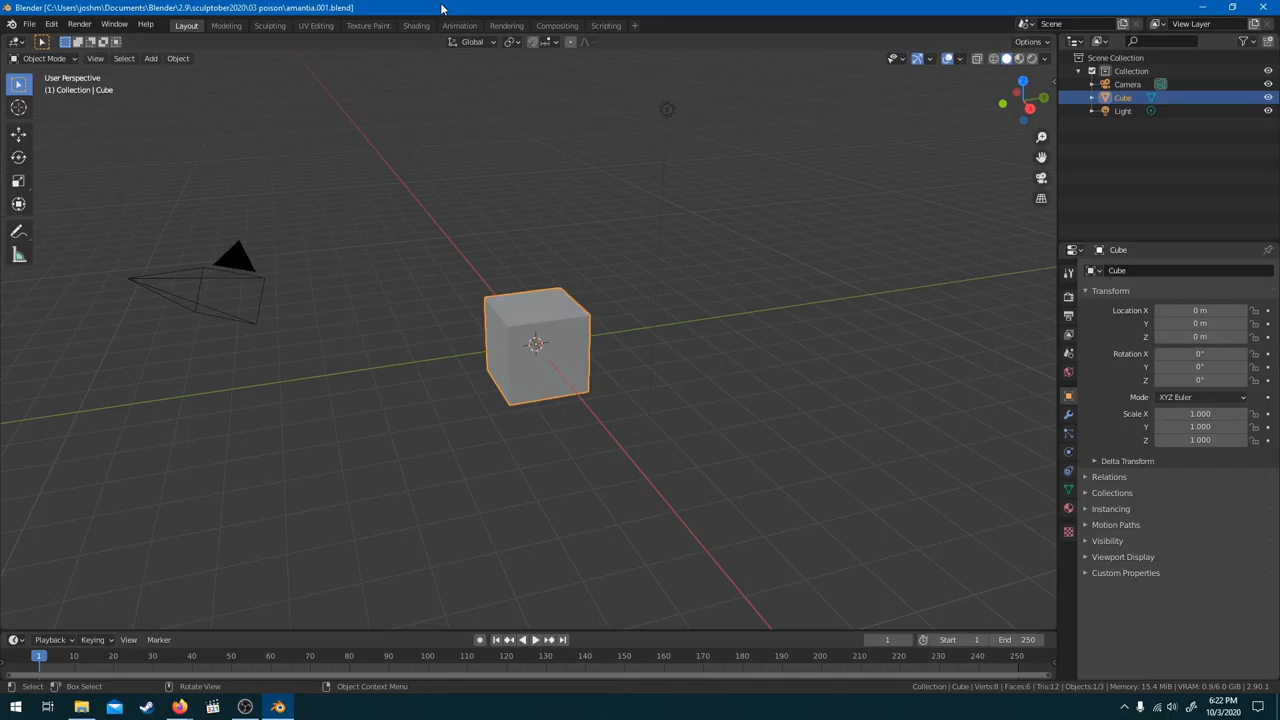 Blender [C:\Users\joshm\Documents\Blender\2.9\sculptober2020\03 poison\amantia.001.blend]
File Edit Render Window Help
Layout Modeling Sculpting UV Editing Texture Paint Shading Animation Rendering Compositing Scripting +
Scene
View Layer
Global
Options
Object Mode View Select Add Object
User Perspective
(1) Collection | Cube
Z
Y
X
Scene Collection
Collection
Camera
Cube
Light
Cube
Cube
Transform
Location X 0 m
Y 0 m
Z 0 m
Rotation X 0°
Y 0°
Z 0°
Mode XYZ Euler
Scale X 1.000
Y 1.000
Z 1.000
Delta Transform
Relations
Collections
Instancing
Motion Paths
Visibility
Viewport Display
Custom Properties
Playback Keying View Marker
1
Start 1 End 250
1 10 20 30 40 50 60 70 80 90 100 110 120 130 140 150 160 170 180 190 200 210 220 230 240 250
Select Box Select Rotate View Object Context Menu
Collection | Cube | Verts:8 | Faces:6 | Tris:12 | Objects:1/3 | Memory: 15.4 MiB | VRAM: 0.9/6.0 GiB | 2.90.1
6:22 PM
10/3/2020